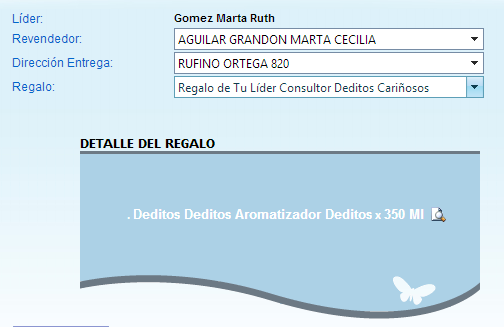 Líder: Gomez Marta Ruth
Revendedor: AGUILAR GRANDON MARTA CECILIA
Dirección Entrega: RUFINO ORTEGA 820
Regalo: Regalo de Tu Líder Consultor Deditos Cariñosos
DETALLE DEL REGALO
. Deditos Deditos Aromatizador Deditos x 350 Ml